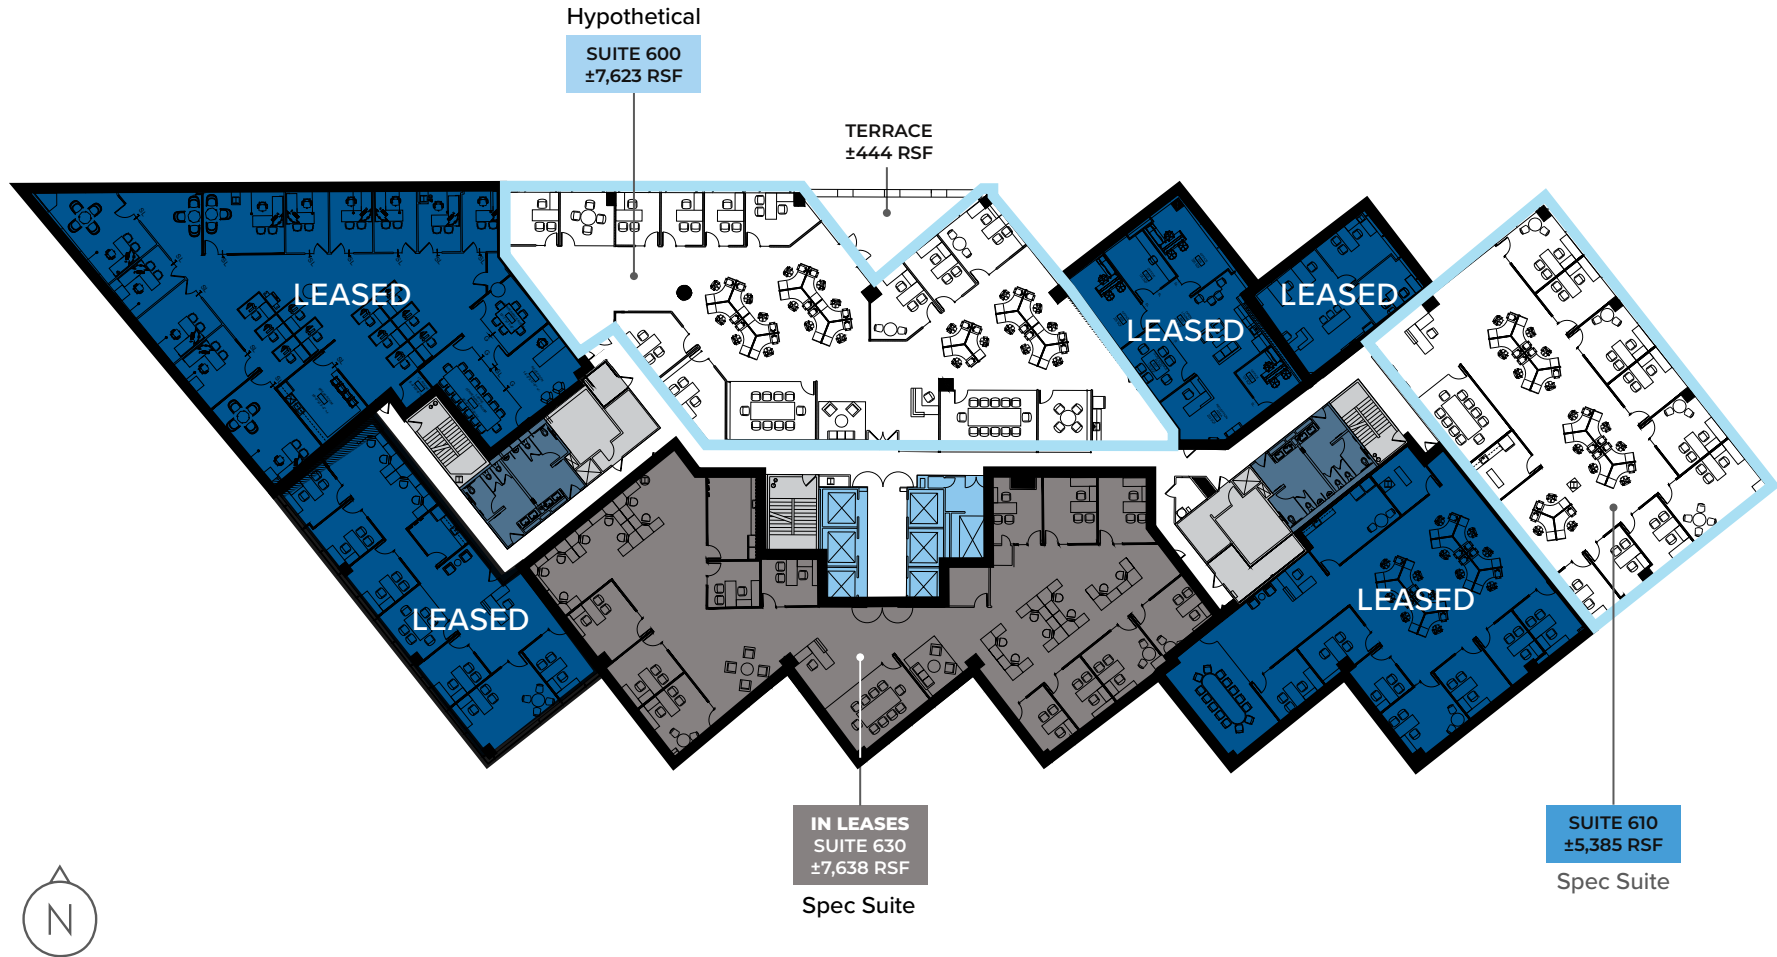 Hypothetical
SUITE 600
±7,623 RSF
TERRACE
±444 RSF
LEASED
LEASED
LEASED
LEASED
LEASED
IN LEASES
SUITE 630
±7,638 RSF
Spec Suite
SUITE 610
±5,385 RSF
Spec Suite
N